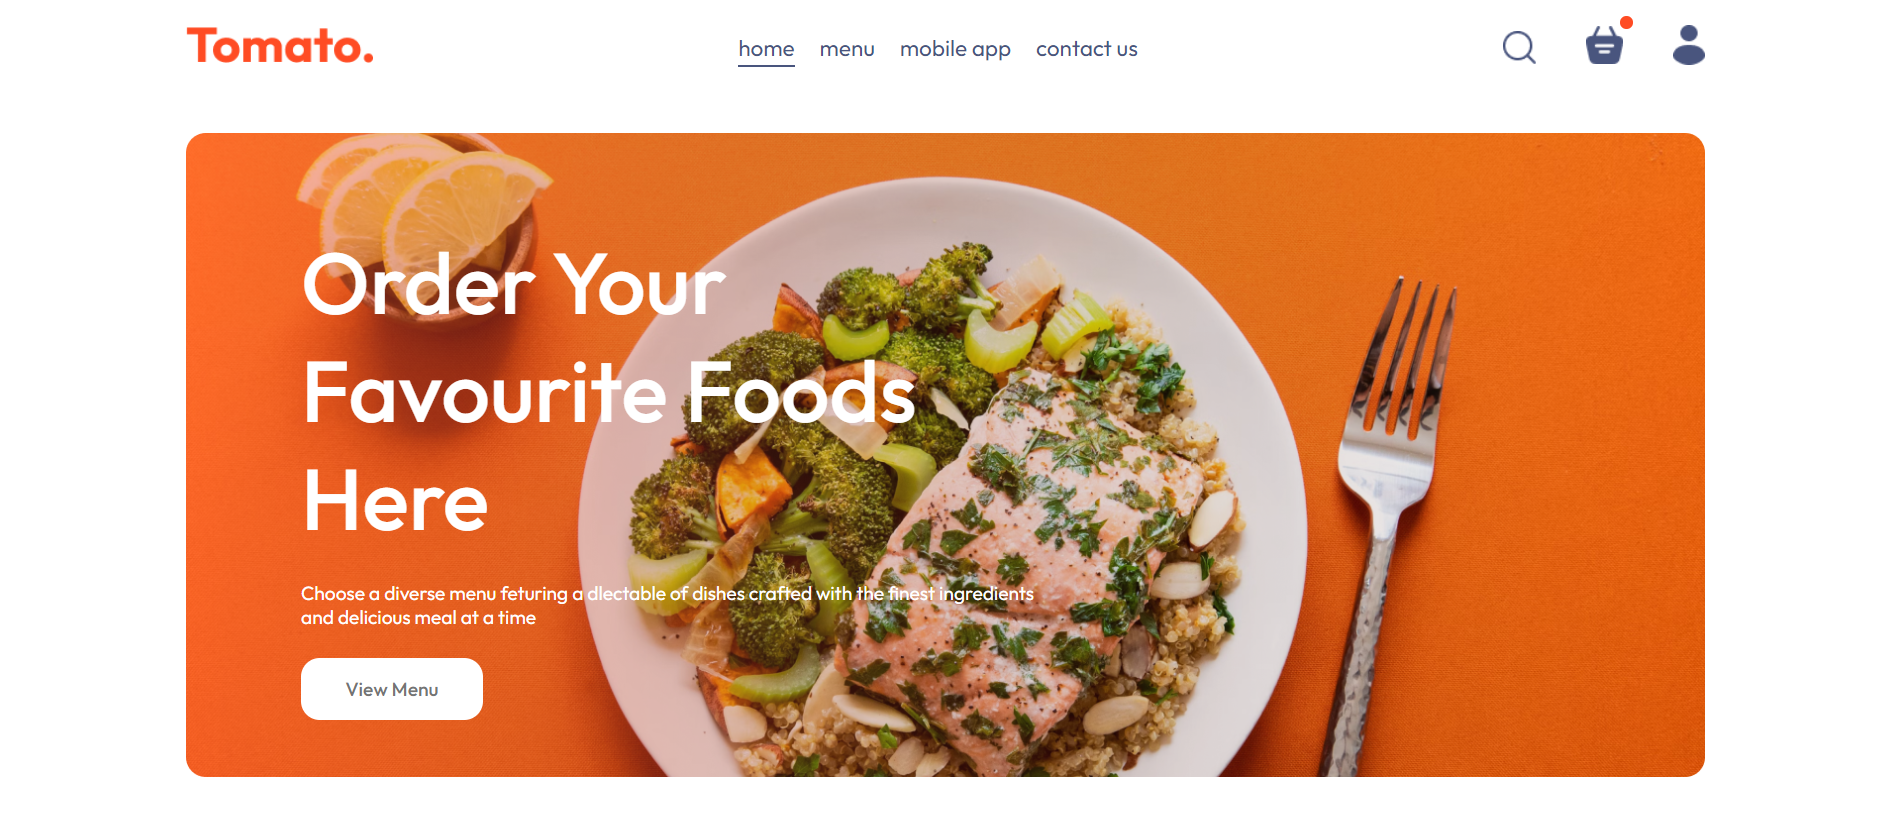 Tomato.
home menu mobile app contact us
Order Your
Favourite Foods
Here
Choose a diverse menu feturing a dlectable of dishes crafted with the finest ingredients
and delicious meal at a time
View Menu